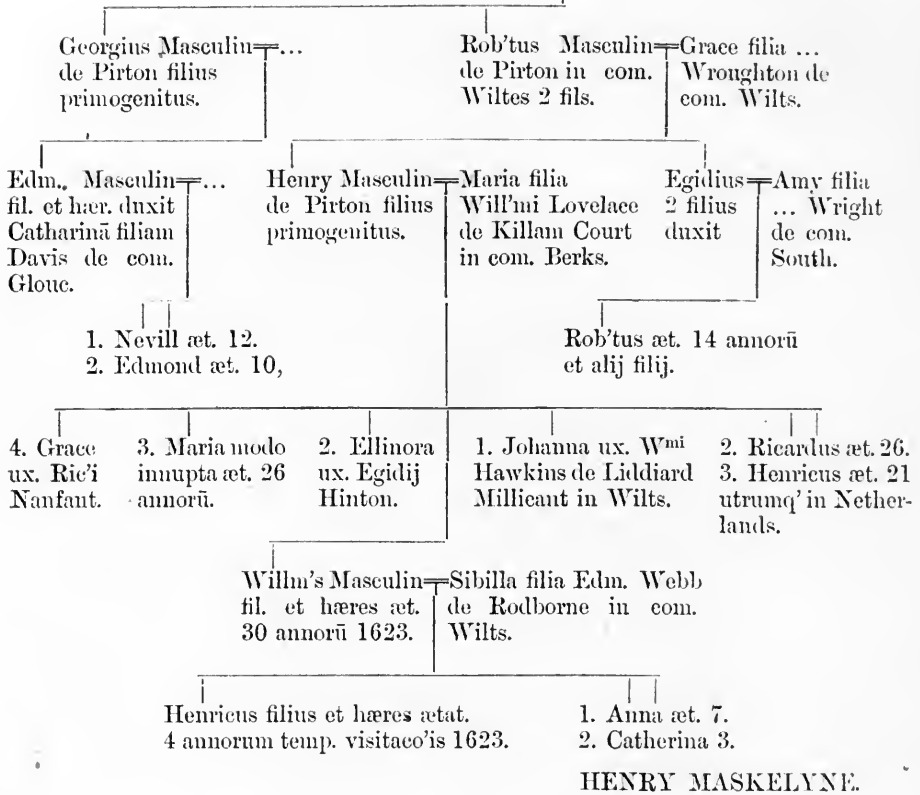 Georgius Masculin=...
de Pirton filius
primogenitus.
Rob'tus Masculin=Grace filia ...
de Pirton in com. Wroughton de
Wiltes 2 fils. com. Wilts.
Edm. Masculin=...
fil. et hær. duxit
Catharinā filiam
Davis de com.
Glouc.
Henry Masculin=Maria filia
de Pirton filius Will'mi Lovelace
primogenitus. de Killam Court
in com. Berks.
Egidius=Amy filia
2 filius ... Wright
duxit de com.
South.
1. Nevill æt. 12.
2. Edmond æt. 10,
Rob'tus æt. 14 annorū
et alij filij.
4. Grace
ux. Ric'i
Nanfant.
3. Maria modo
innupta æt. 26
annorū.
2. Ellinora
ux. Egidij
Hinton.
1. Johanna ux. Wmi
Hawkins de Liddiard
Millicant in Wilts.
2. Ricardus æt. 26.
3. Henricus æt. 21
utrumq' in Nether-
lands.
Willm's Masculin=Sibilla filia Edm. Webb
fil. et hæres æt. de Rodborne in com.
30 annorū 1623. Wilts.
Henricus filius et hæres ætat.
4 annorum temp. visitaco'is 1623.
1. Anna æt. 7.
2. Catherina 3.
HENRY MASKELYNE.